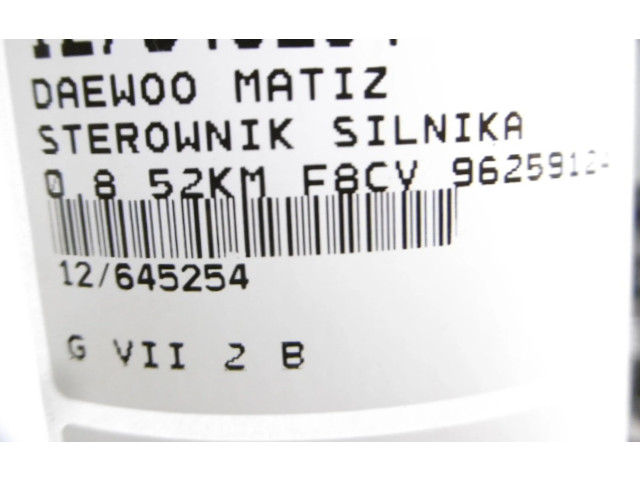 DAEWOO MATIZ
STEROWNIK SILNIKA
0.8 52KM F8CV
12/645254
G VII 2 B